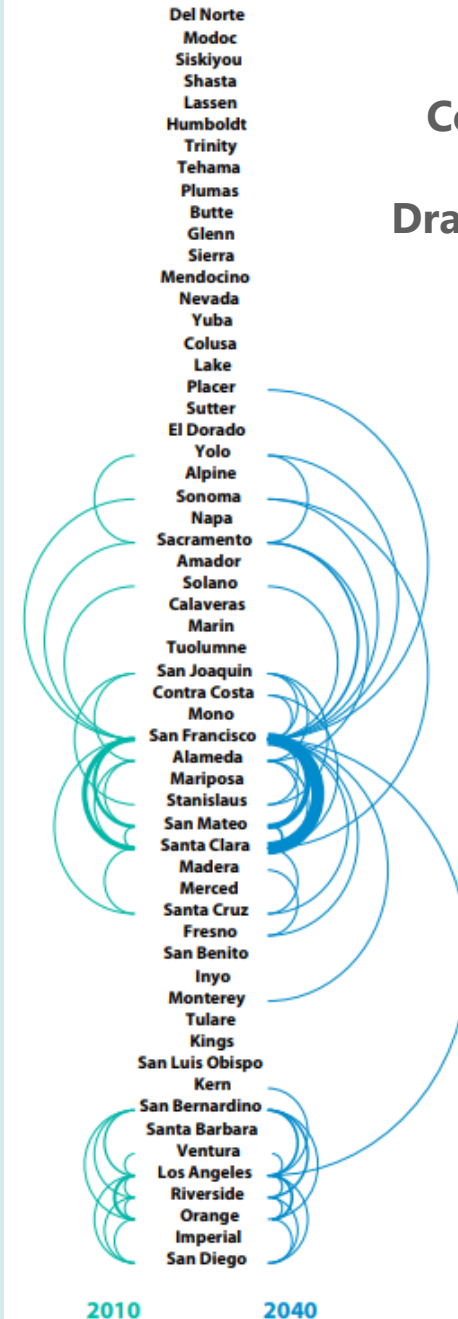 Del Norte
Modoc
Siskiyou
Shasta
Lassen
Humboldt
Trinity
Tehama
Plumas
Butte
Glenn
Sierra
Mendocino
Nevada
Yuba
Colusa
Lake
Placer
Sutter
El Dorado
Yolo
Alpine
Sonoma
Napa
Sacramento
Amador
Solano
Calaveras
Marin
Tuolumne
San Joaquin
Contra Costa
Mono
San Francisco
Alameda
Mariposa
Stanislaus
San Mateo
Santa Clara
Madera
Merced
Santa Cruz
Fresno
San Benito
Inyo
Monterey
Tulare
Kings
San Luis Obispo
Kern
San Bernardino
Santa Barbara
Ventura
Los Angeles
Riverside
Orange
Imperial
San Diego
2010 2040